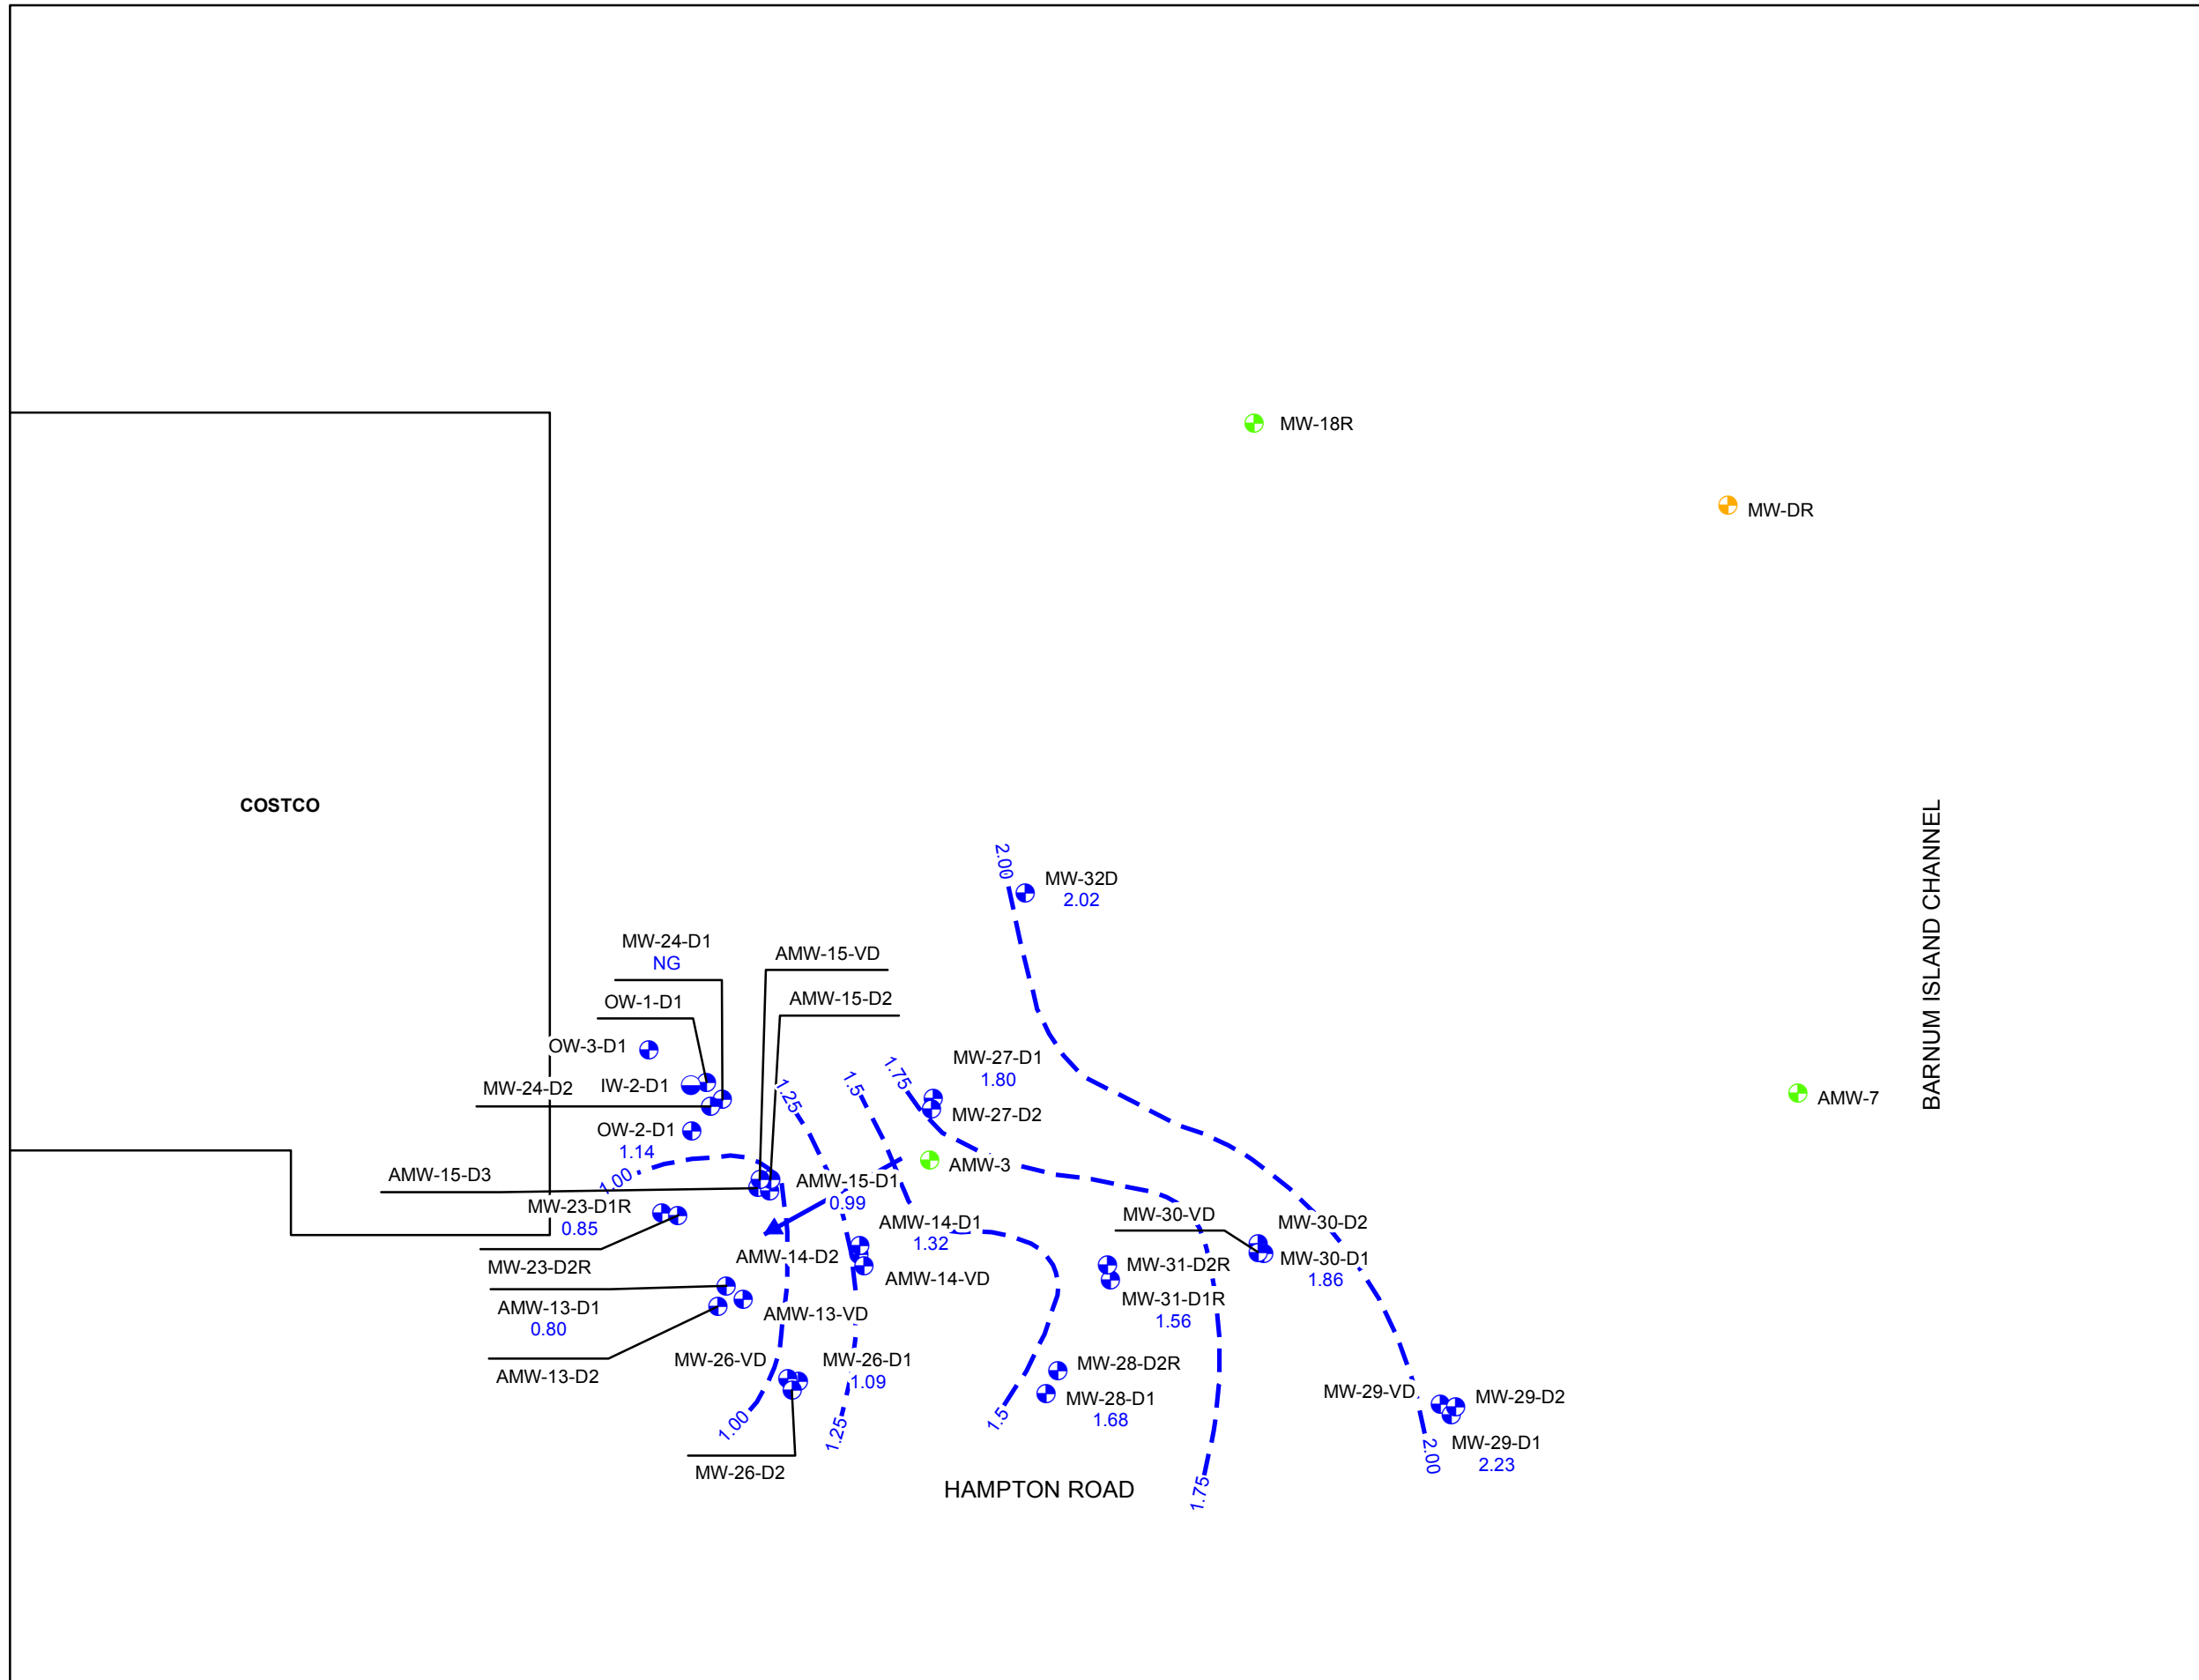 MW-18R
MW-DR
COSTCO
BARNUM ISLAND CHANNEL
2.00
MW-32D
2.02
MW-24-D1
NG
AMW-15-VD
OW-1-D1
AMW-15-D2
OW-3-D1
MW-27-D1
1.80
MW-24-D2
IW-2-D1
1.25
1.5
1.75
AMW-7
MW-27-D2
OW-2-D1
1.14
AMW-3
AMW-15-D3
1.00
AMW-15-D1
0.99
MW-23-D1R
0.85
AMW-14-D1
1.32
MW-30-VD
MW-30-D2
MW-23-D2R
AMW-14-D2
MW-31-D2R
MW-30-D1
1.86
AMW-14-VD
AMW-13-D1
0.80
AMW-13-VD
MW-31-D1R
1.56
AMW-13-D2
MW-26-VD
MW-26-D1
1.09
MW-28-D2R
MW-28-D1
1.68
MW-29-VD
MW-29-D2
1.00
1.25
1.5
MW-29-D1
2.23
2.00
MW-26-D2
HAMPTON ROAD
1.75